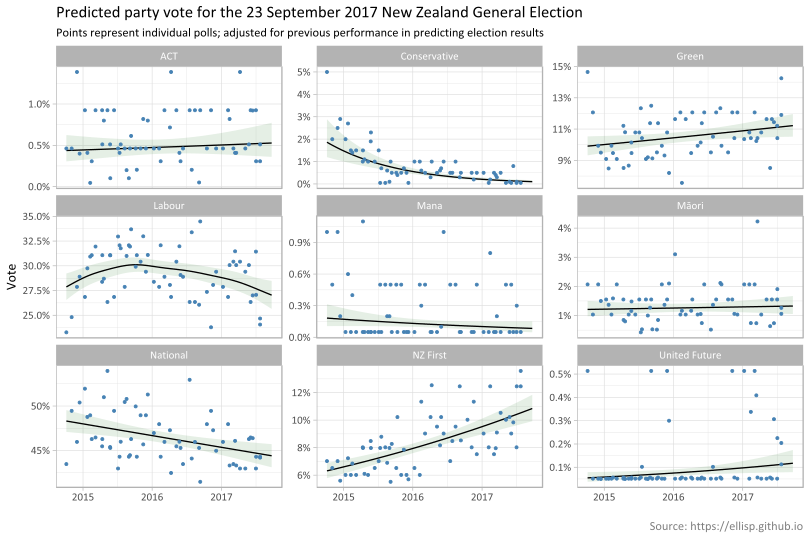 Predicted party vote for the 23 September 2017 New Zealand General Election
Points represent individual polls; adjusted for previous performance in predicting election results
ACT
Conservative
Green
1.0%
0.5%
0.0%
5%
4%
3%
2%
1%
0%
15%
13%
11%
9%
Labour
Mana
Māori
35.0%
32.5%
30.0%
27.5%
25.0%
0.9%
0.6%
0.3%
0.0%
4%
3%
2%
1%
Vote
National
NZ First
United Future
50%
45%
12%
10%
8%
6%
0.5%
0.4%
0.3%
0.2%
0.1%
2015 2016 2017
2015 2016 2017
2015 2016 2017
Source: https://ellisp.github.io